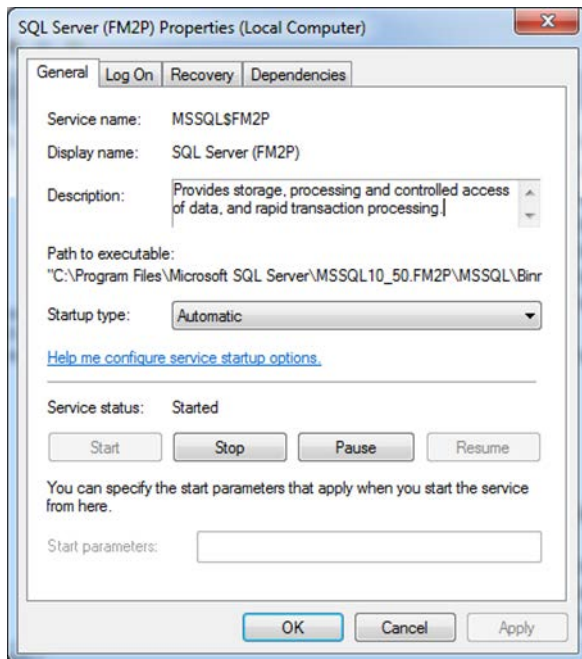 SQL Server (FM2P) Properties (Local Computer)
General Log On Recovery Dependencies
Service name: MSSQL$FM2P
Display name: SQL Server (FM2P)
Description: Provides storage, processing and controlled access
of data, and rapid transaction processing.
Path to executable:
"C:\Program Files\Microsoft SQL Server\MSSQL10_50.FM2P\MSSQL\Binr
Startup type: Automatic
Help me configure service startup options.
Service status: Started
Start Stop Pause Resume
You can specify the start parameters that apply when you start the service
from here.
Start parameters:
OK Cancel Apply